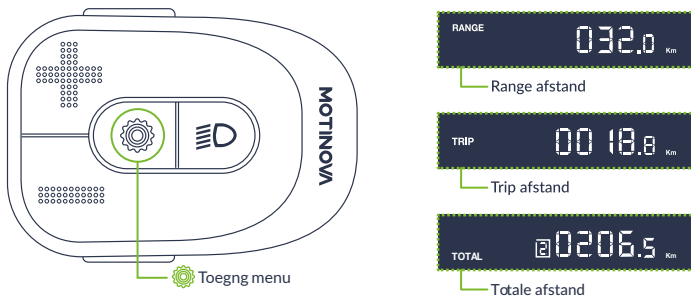 MOTINOVA
Toegng menu
RANGE 032.0 Km
Range afstand
TRIP 0018.8 Km
Trip afstand
TOTAL 2 0206.5 Km
Totale afstand